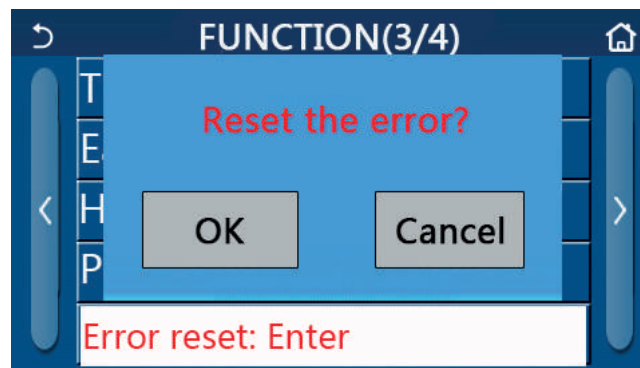 FUNCTION(3/4)
Reset the error?
OK
Cancel
Error reset: Enter